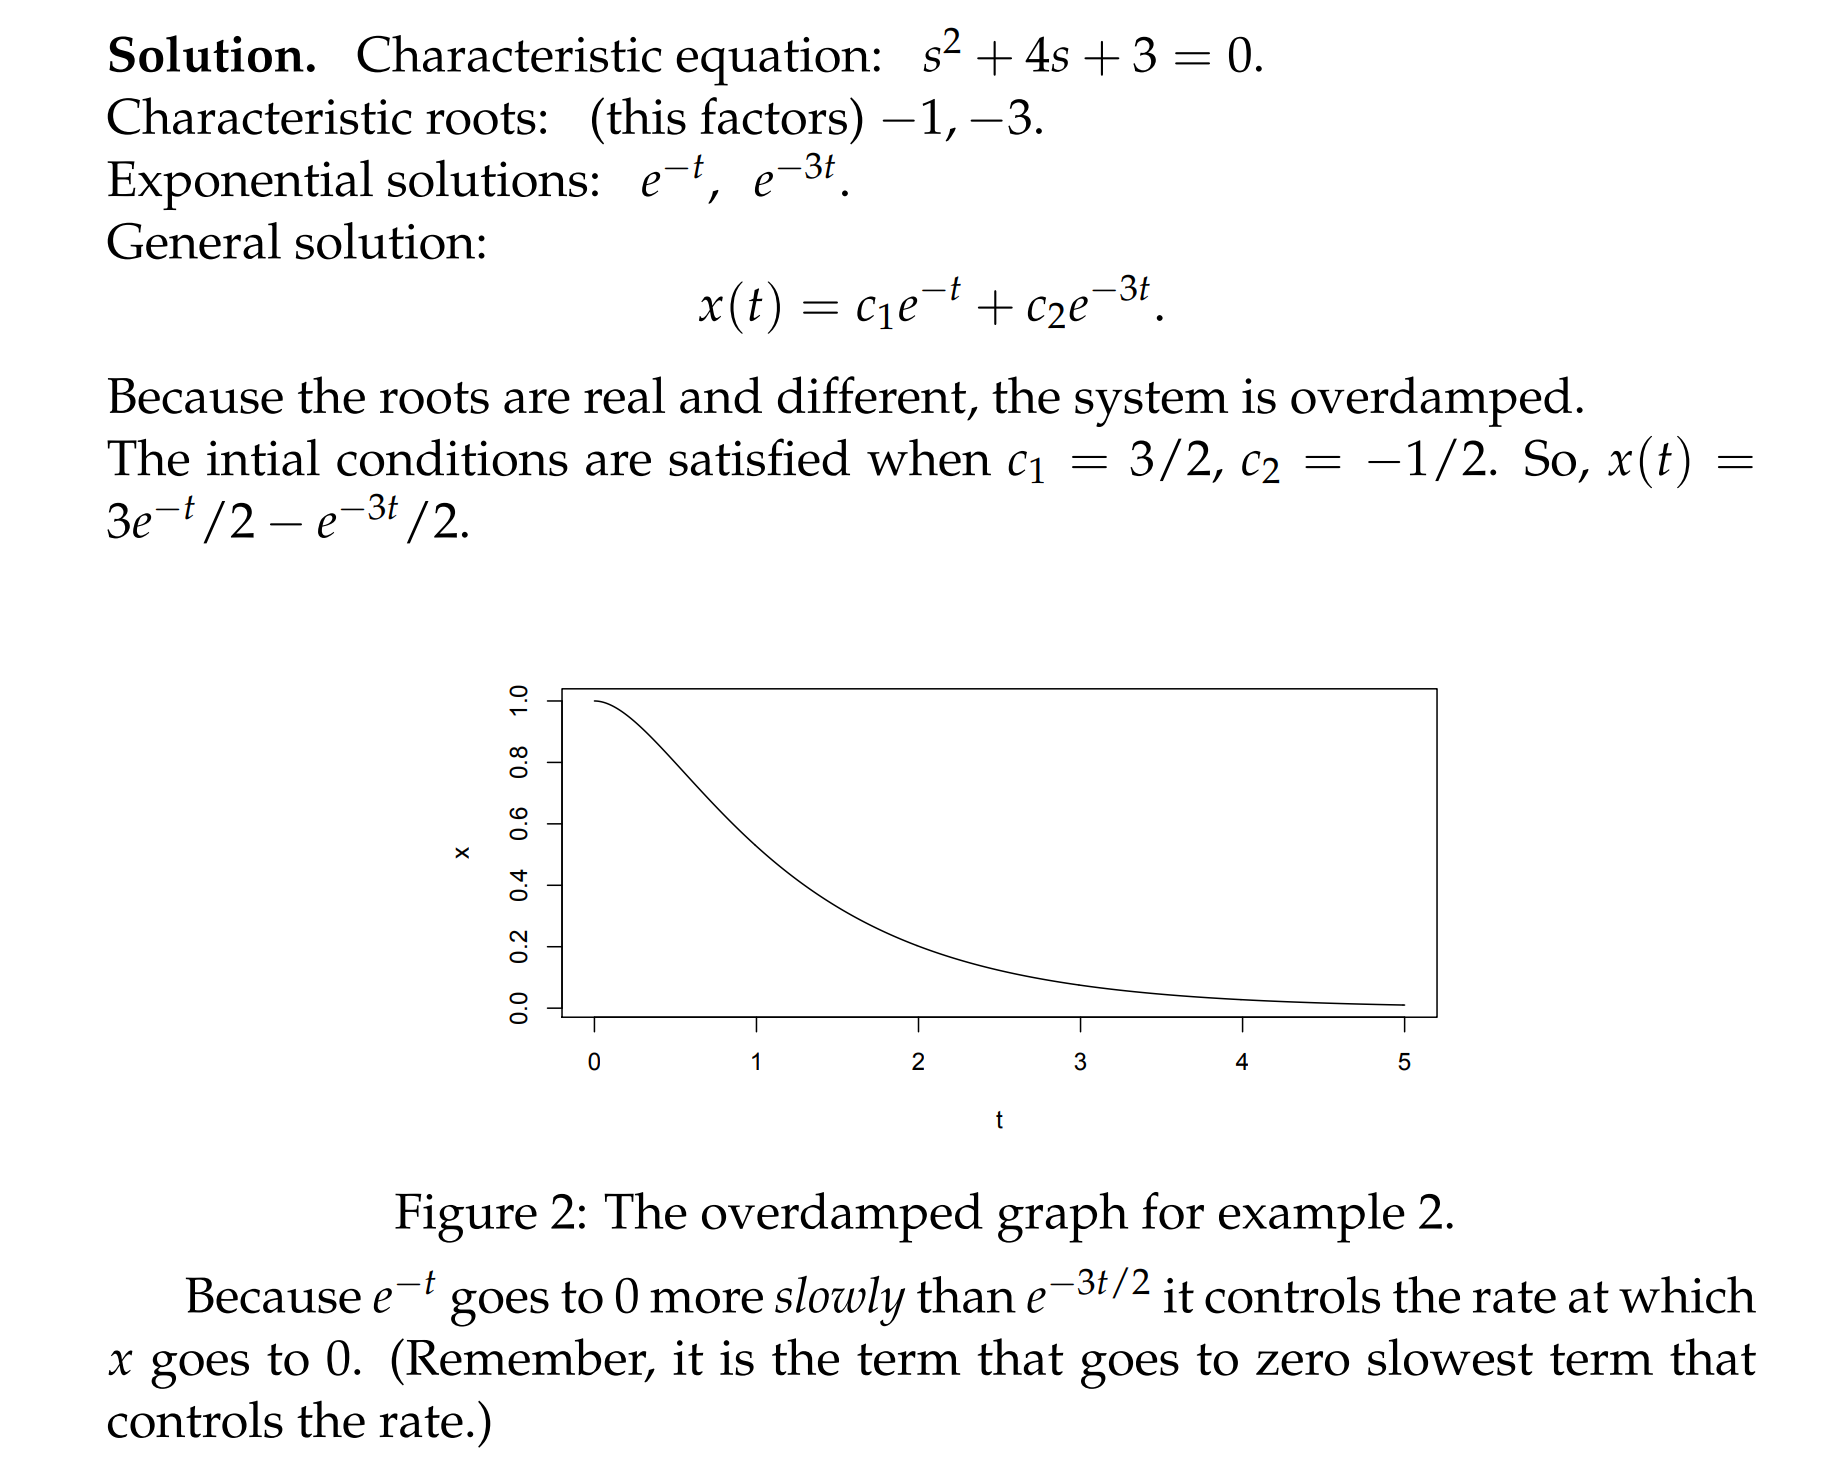 Solution. Characteristic equation: s² + 4s + 3 = 0.
Characteristic roots: (this factors) −1, −3.
Exponential solutions: e^{−t}, e^{−3t}.
General solution:
x(t) = c₁e^{−t} + c₂e^{−3t}.
Because the roots are real and different, the system is overdamped.
The intial conditions are satisfied when c₁ = 3/2, c₂ = −1/2. So, x(t) =
3e^{−t}/2 − e^{−3t}/2.
1.0
0.8
0.6
0.4
0.2
0.0
x
0 1 2 3 4 5
t
Figure 2: The overdamped graph for example 2.
Because e^{−t} goes to 0 more slowly than e^{−3t/2} it controls the rate at which
x goes to 0. (Remember, it is the term that goes to zero slowest term that
controls the rate.)